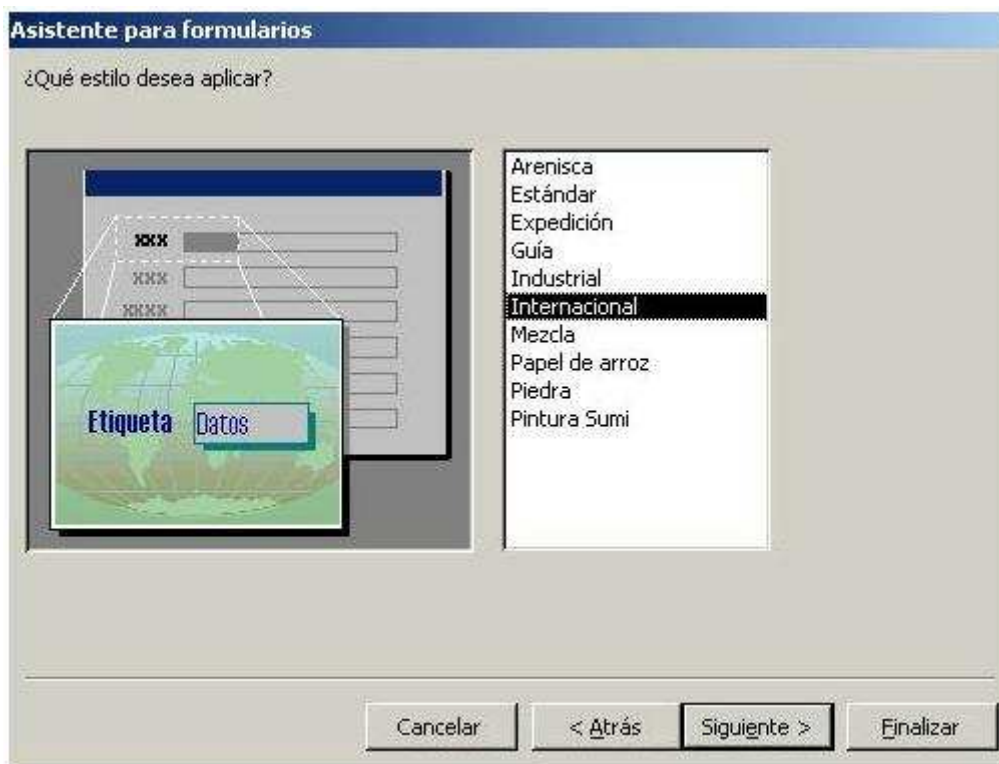 Asistente para formularios
¿Qué estilo desea aplicar?
xxx
xxx
xxxx
Etiqueta Datos
Arenisca
Estándar
Expedición
Guía
Industrial
Internacional
Mezcla
Papel de arroz
Piedra
Pintura Sumi
Cancelar
< Atrás
Siguiente >
Finalizar